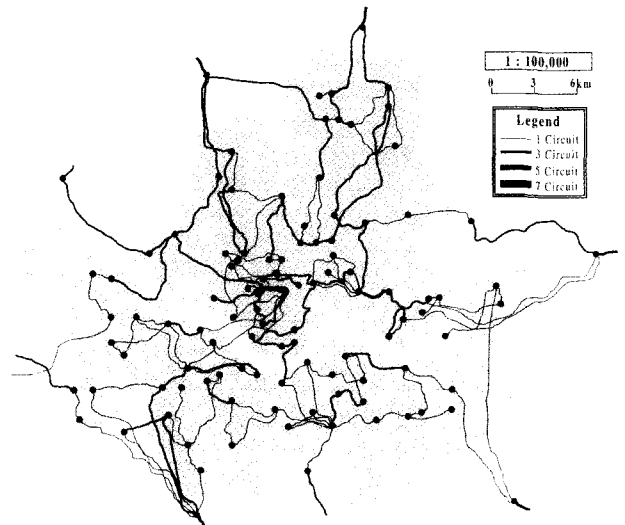 1 : 100,000
0 3 6km
Legend
1 Circuit
3 Circuit
5 Circuit
7 Circuit